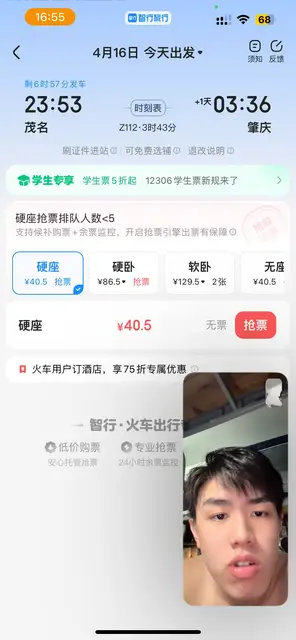 16:55
智行旅行
68
4月16日 今天出发
须知
反馈
剩6时57分发车
23:53
时刻表
+1天 03:36
茂名
Z112·3时43分
肇庆
刷证件进站
可免费选铺
退改说明
学生专享
学生票5折起
12306学生票新规来了
硬座抢票排队人数<5
支持候补购票+余票监控，开启抢票引擎出票有保障
硬座
硬卧
软卧
无座
¥40.5 抢票
¥86.5 抢票
¥129.5 2张
¥40.5
硬座
¥40.5
无票
抢票
火车用户订酒店，享75折专属优惠
智行·火车出行
低价购票
专业抢票
安心托管抢票
24小时余票监控